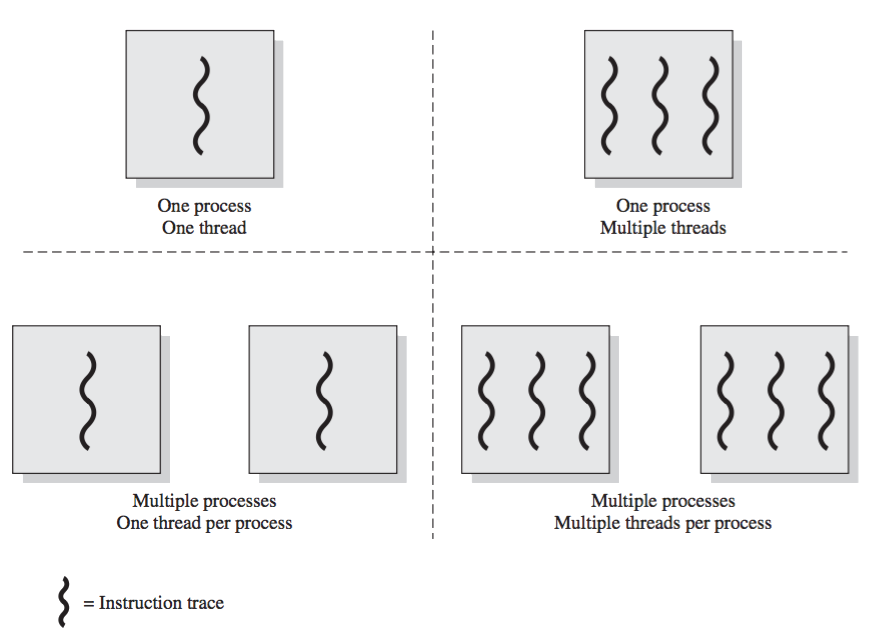 One process
One thread
One process
Multiple threads
Multiple processes
One thread per process
Multiple processes
Multiple threads per process
= Instruction trace